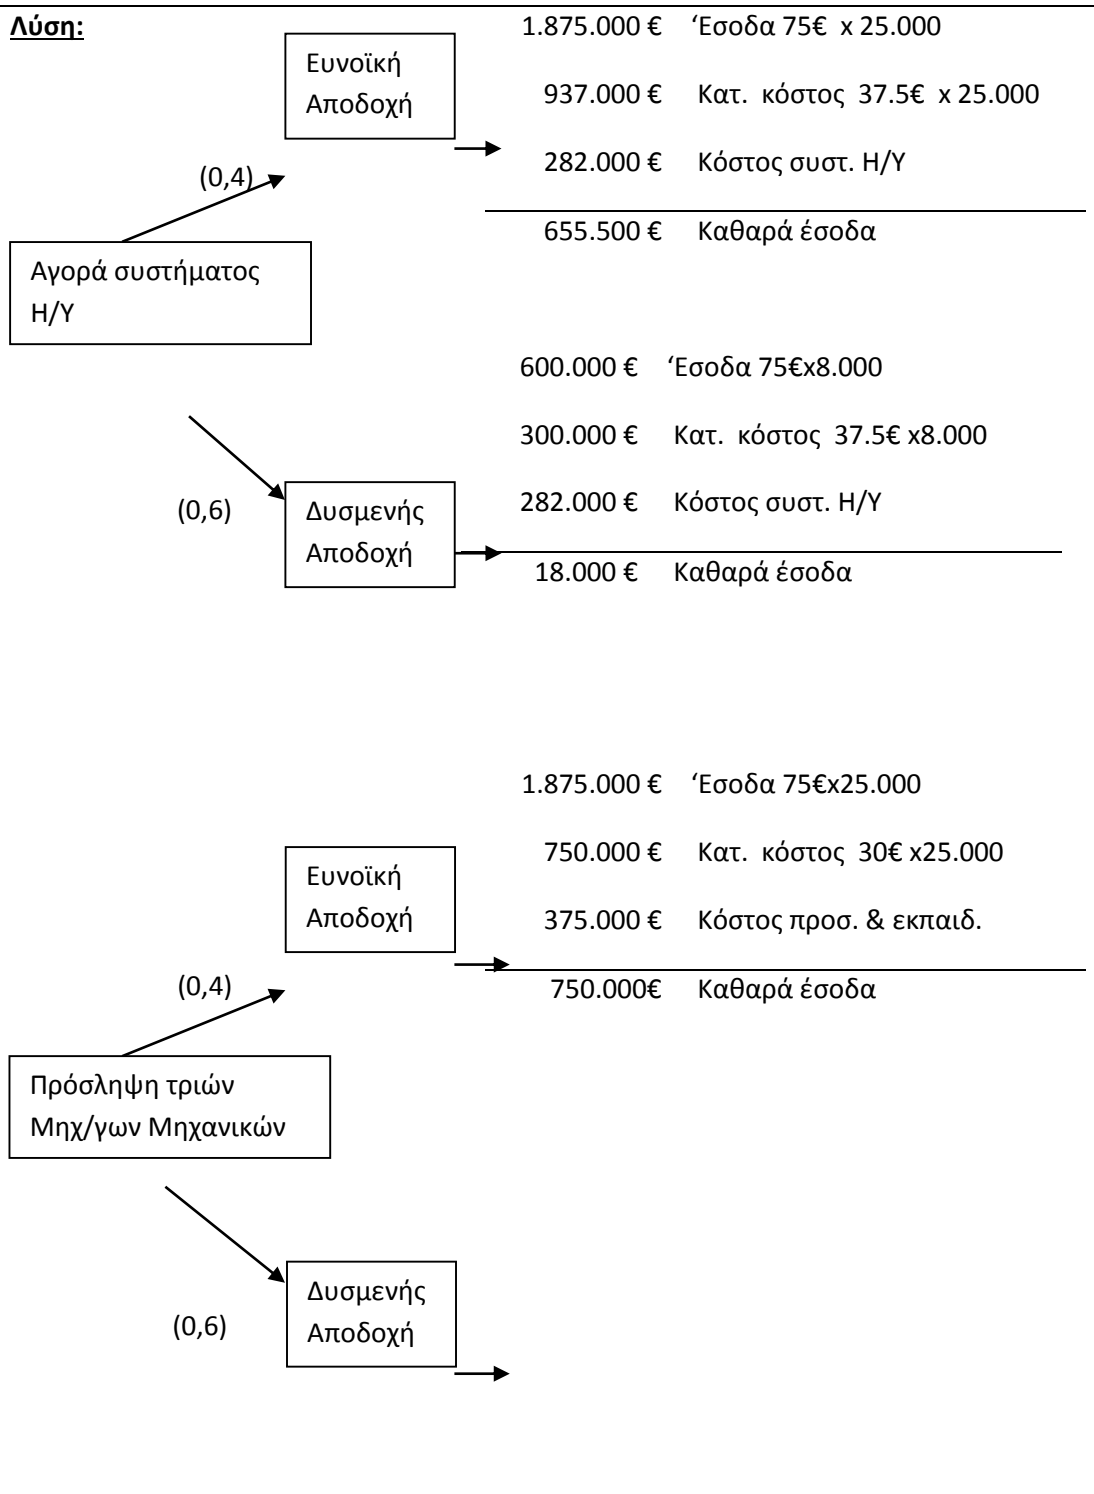 Λύση:
1.875.000 € ‘Έσοδα 75€ x 25.000
Ευνοϊκή
Αποδοχή
937.000 € Κατ. κόστος 37.5€ x 25.000
282.000 € Κόστος συστ. Η/Υ
(0,4)
655.500 € Καθαρά έσοδα
Αγορά συστήματος
Η/Υ
600.000 € ‘Έσοδα 75€x8.000
300.000 € Κατ. κόστος 37.5€ x8.000
282.000 € Κόστος συστ. Η/Υ
(0,6)
Δυσμενής
Αποδοχή
18.000 € Καθαρά έσοδα
1.875.000 € ‘Έσοδα 75€x25.000
750.000 € Κατ. κόστος 30€ x25.000
Ευνοϊκή
Αποδοχή
375.000 € Κόστος προσ. & εκπαιδ.
(0,4)
750.000€ Καθαρά έσοδα
Πρόσληψη τριών
Μηχ/γων Μηχανικών
Δυσμενής
Αποδοχή
(0,6)